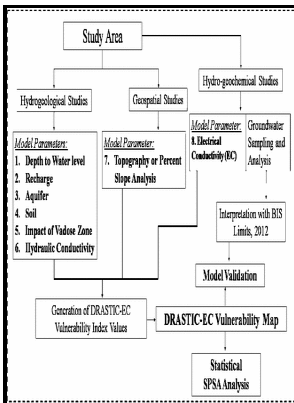 Study Area
Hydro-geochemical Studies
Hydrogeological Studies
Geospatial Studies
Model Parameters:
1. Depth to Water level
2. Recharge
3. Aquifer
4. Soil
5. Impact of Vadose Zone
6. Hydraulic Conductivity
Model Parameters:
7. Topography or Percent
Slope Analysis
Model Parameter:
8. Electrical
Conductivity (EC)
Groundwater
Sampling and
Analysis
Interpretation with BIS
Limits, 2012
Model Validation
Generation of DRASTIC-EC
Vulnerability Index Values
DRASTIC-EC Vulnerability Map
Statistical
SPSA Analysis